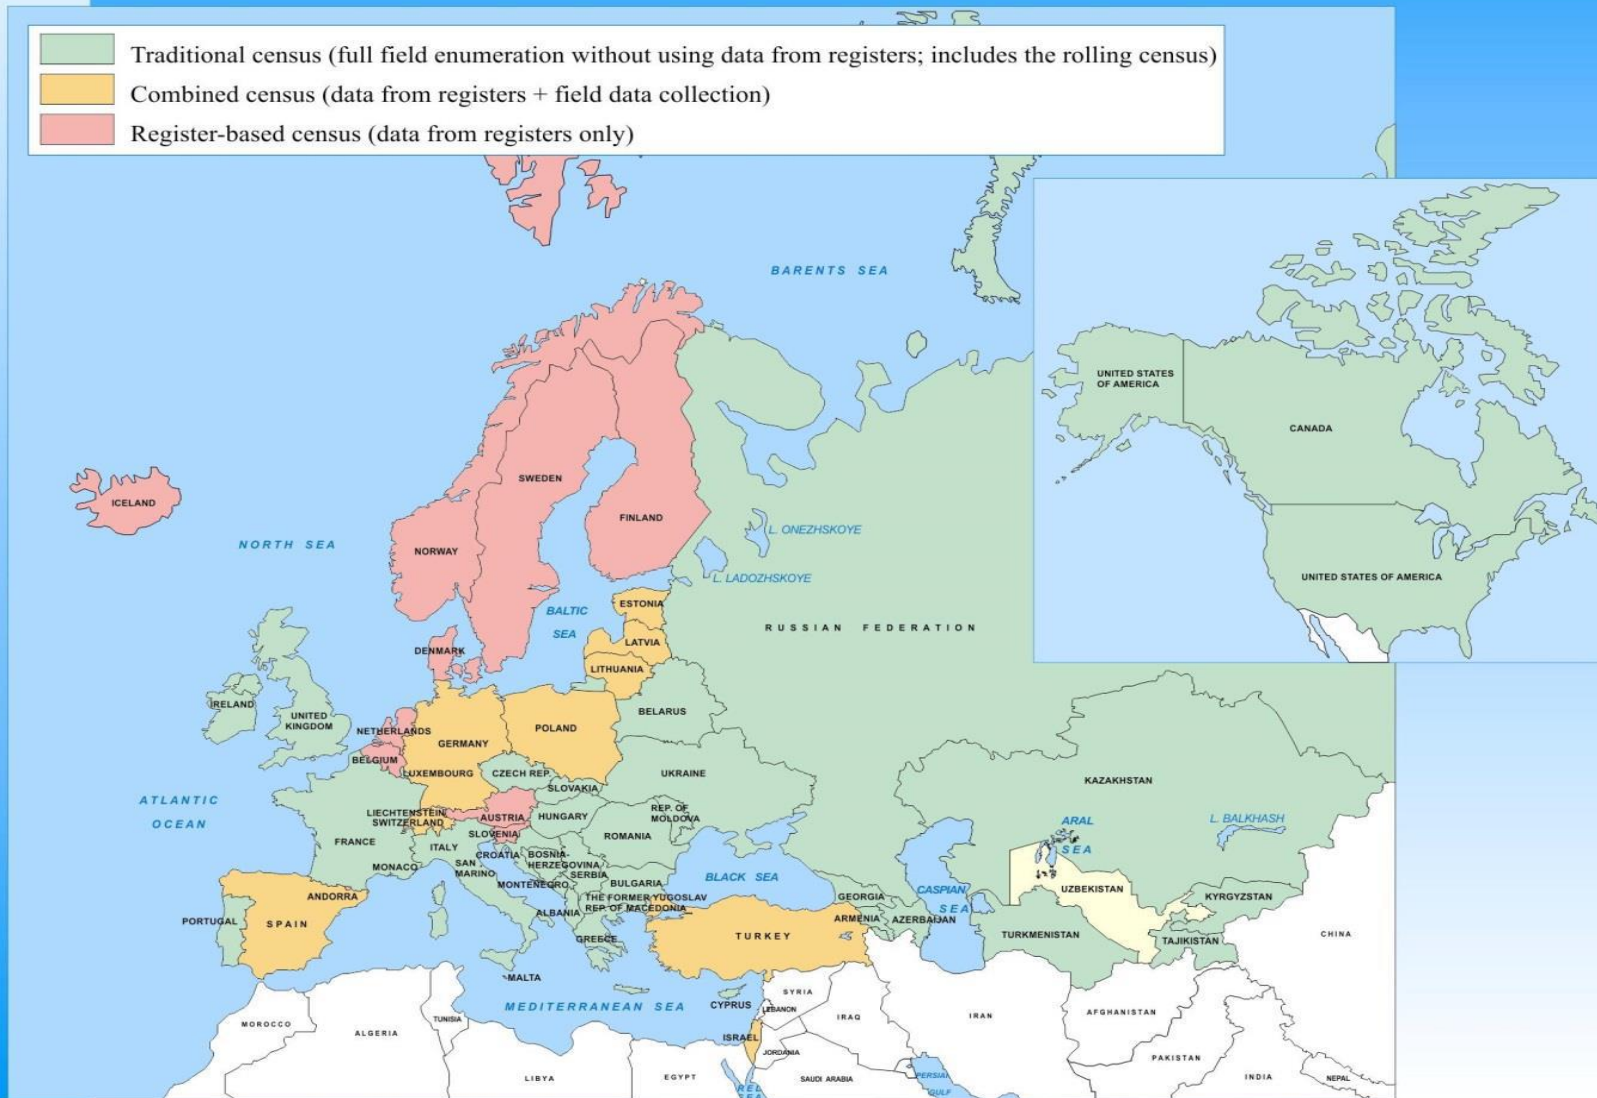 Traditional census (full field enumeration without using data from registers; includes the rolling census)
Combined census (data from registers + field data collection)
Register-based census (data from registers only)
BARENTS SEA
UNITED STATES
OF AMERICA
CANADA
UNITED STATES OF AMERICA
ICELAND
SWEDEN
FINLAND
NORWAY
NORTH SEA
L. ONEZHSKOYE
L. LADOZHSKOYE
BALTIC
SEA
ESTONIA
LATVIA
LITHUANIA
RUSSIAN FEDERATION
DENMARK
IRELAND
UNITED
KINGDOM
NETHERLANDS
BELGIUM
GERMANY
POLAND
BELARUS
LUXEMBOURG
CZECH REP.
SLOVAKIA
UKRAINE
KAZAKHSTAN
ATLANTIC
OCEAN
LIECHTENSTEIN
SWITZERLAND
AUSTRIA
HUNGARY
REP. OF
MOLDOVA
ROMANIA
SLOVENIA
FRANCE
ITALY
CROATIA
BOSNIA-
HERZEGOVINA
SERBIA
MONACO
SAN
MARINO
MONTENEGRO
BULGARIA
BLACK SEA
ARAL
SEA
L. BALKHASH
UZBEKISTAN
KYRGYZSTAN
ANDORRA
THE FORMER YUGOSLAV
REP. OF MACEDONIA
GEORGIA
CASPIAN
SEA
PORTUGAL
SPAIN
ALBANIA
GREECE
TURKEY
ARMENIA
AZERBAIJAN
TURKMENISTAN
TAJIKISTAN
CHINA
MALTA
MEDITERRANEAN SEA
CYPRUS
SYRIA
LEBANON
MOROCCO
ALGERIA
TUNISIA
ISRAEL
IRAQ
IRAN
AFGHANISTAN
JORDANIA
PAKISTAN
LIBYA
EGYPT
SAUDI ARABIA
PERSIAN
GULF
INDIA
NEPAL
REL
SEA